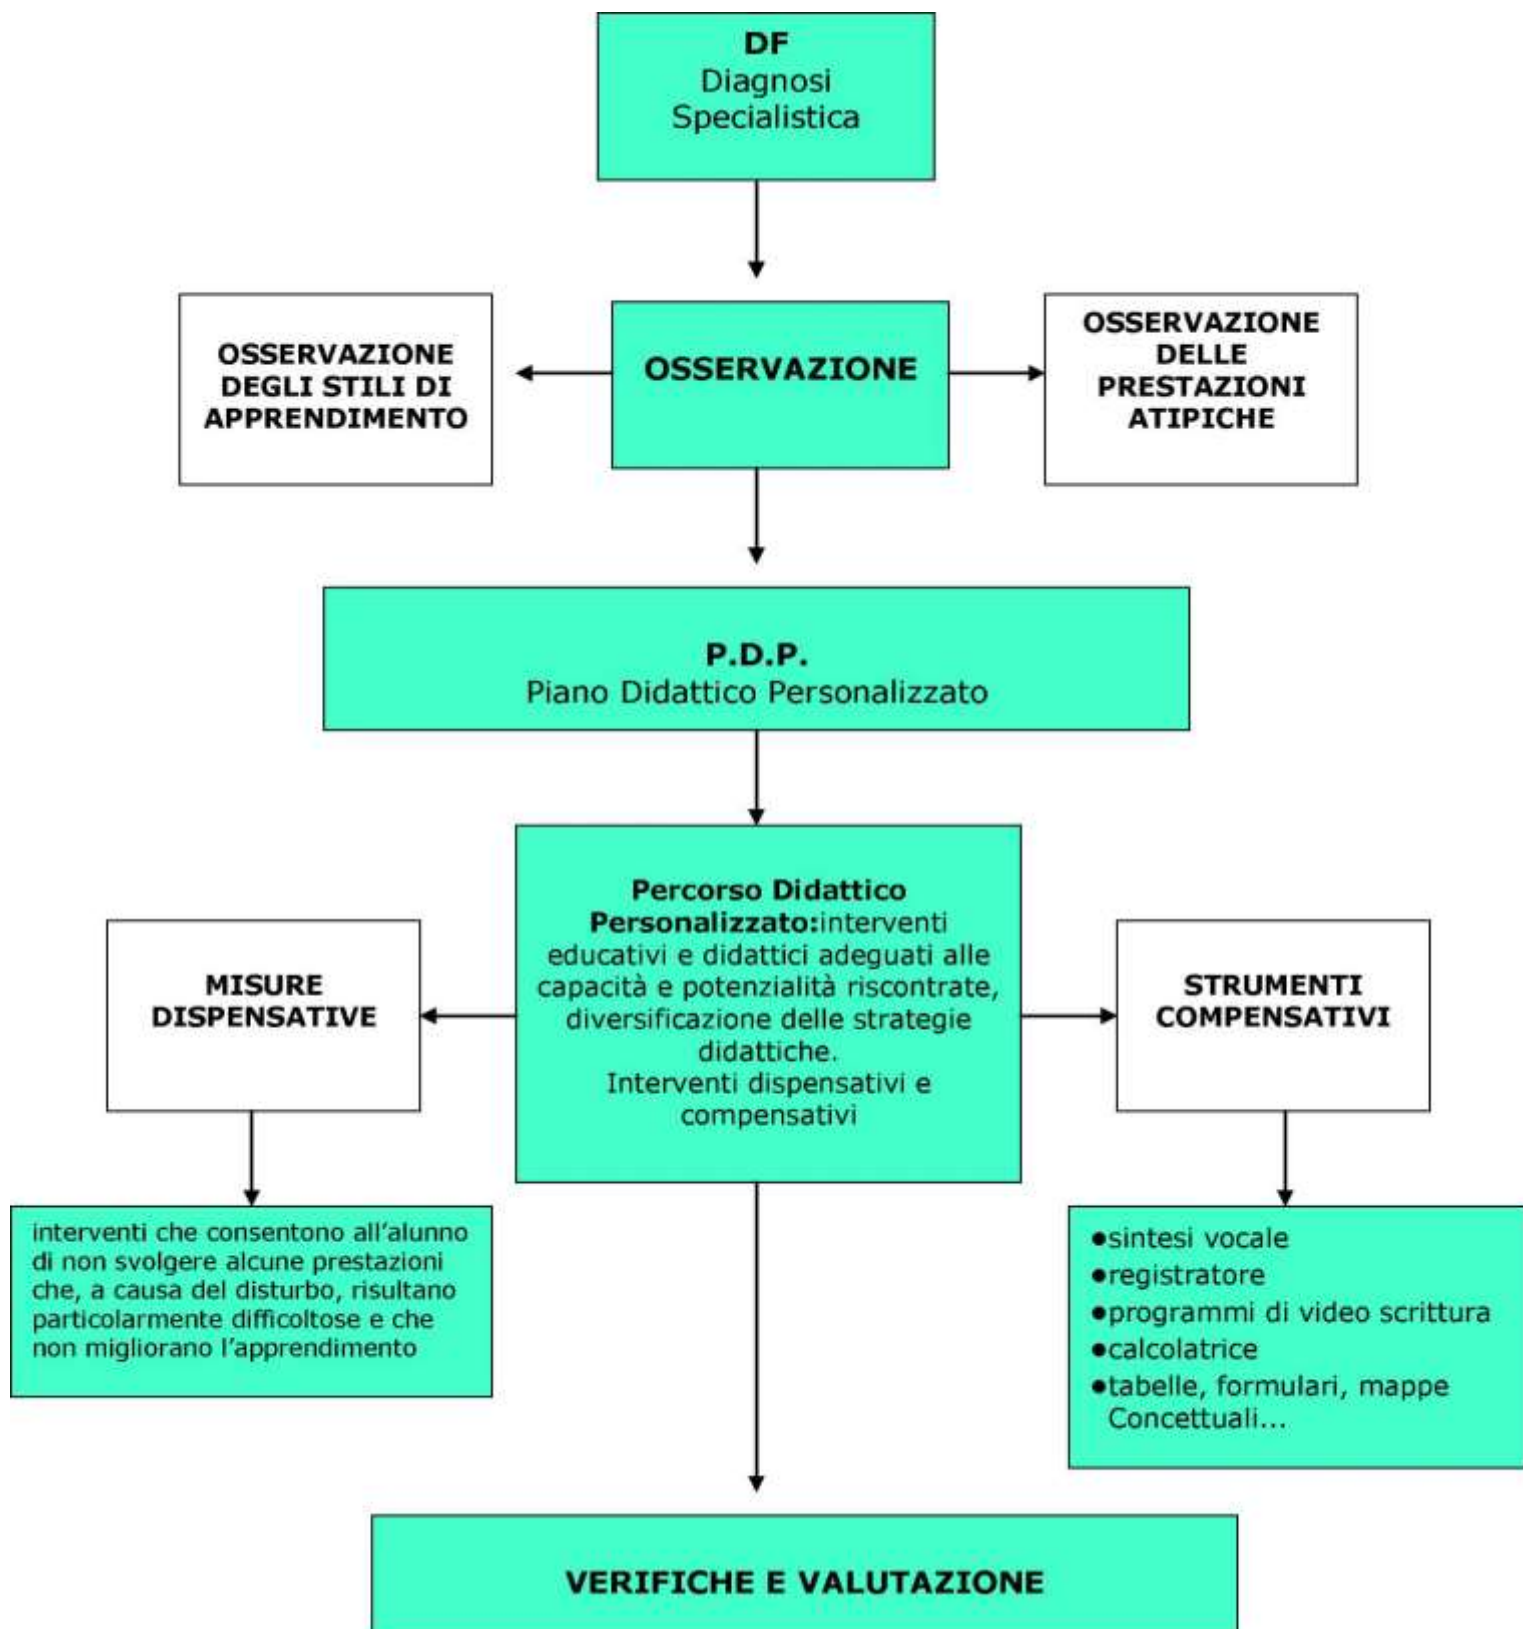 DF
Diagnosi
Specialistica
OSSERVAZIONE
DEGLI STILI DI
APPRENDIMENTO
OSSERVAZIONE
OSSERVAZIONE
DELLE
PRESTAZIONI
ATIPICHE
P.D.P.
Piano Didattico Personalizzato
Percorso Didattico
Personalizzato:interventi
educativi e didattici adeguati alle
capacità e potenzialità riscontrate,
diversificazione delle strategie
didattiche.
Interventi dispensativi e
compensativi
MISURE
DISPENSATIVE
STRUMENTI
COMPENSATIVI
interventi che consentono all'alunno
di non svolgere alcune prestazioni
che, a causa del disturbo, risultano
particolarmente difficoltose e che
non migliorano l'apprendimento
●sintesi vocale
●registratore
●programmi di video scrittura
●calcolatrice
●tabelle, formulari, mappe
Concettuali...
VERIFICHE E VALUTAZIONE